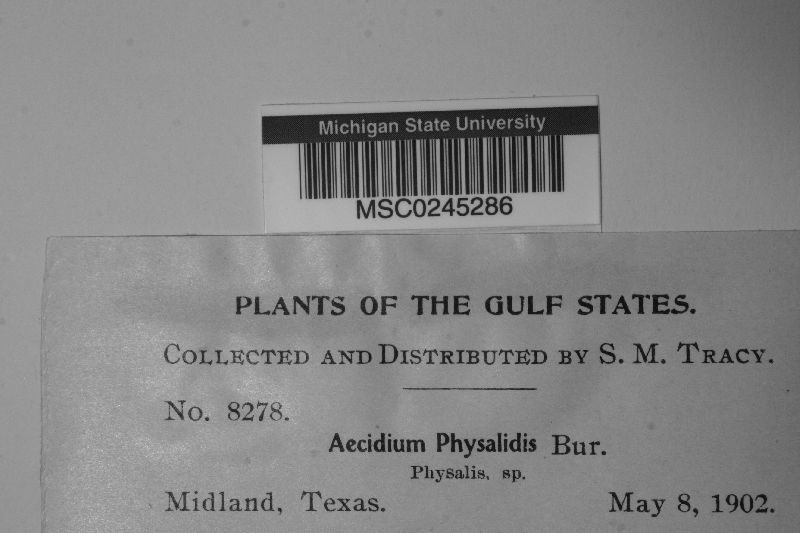 Michigan State University
MSC0245286
PLANTS OF THE GULF STATES.
COLLECTED AND DISTRIBUTED BY S. M. TRACY.
No. 8278.
Aecidium Physalidis Bur.
Physalis, sp.
Midland, Texas. May 8, 1902.